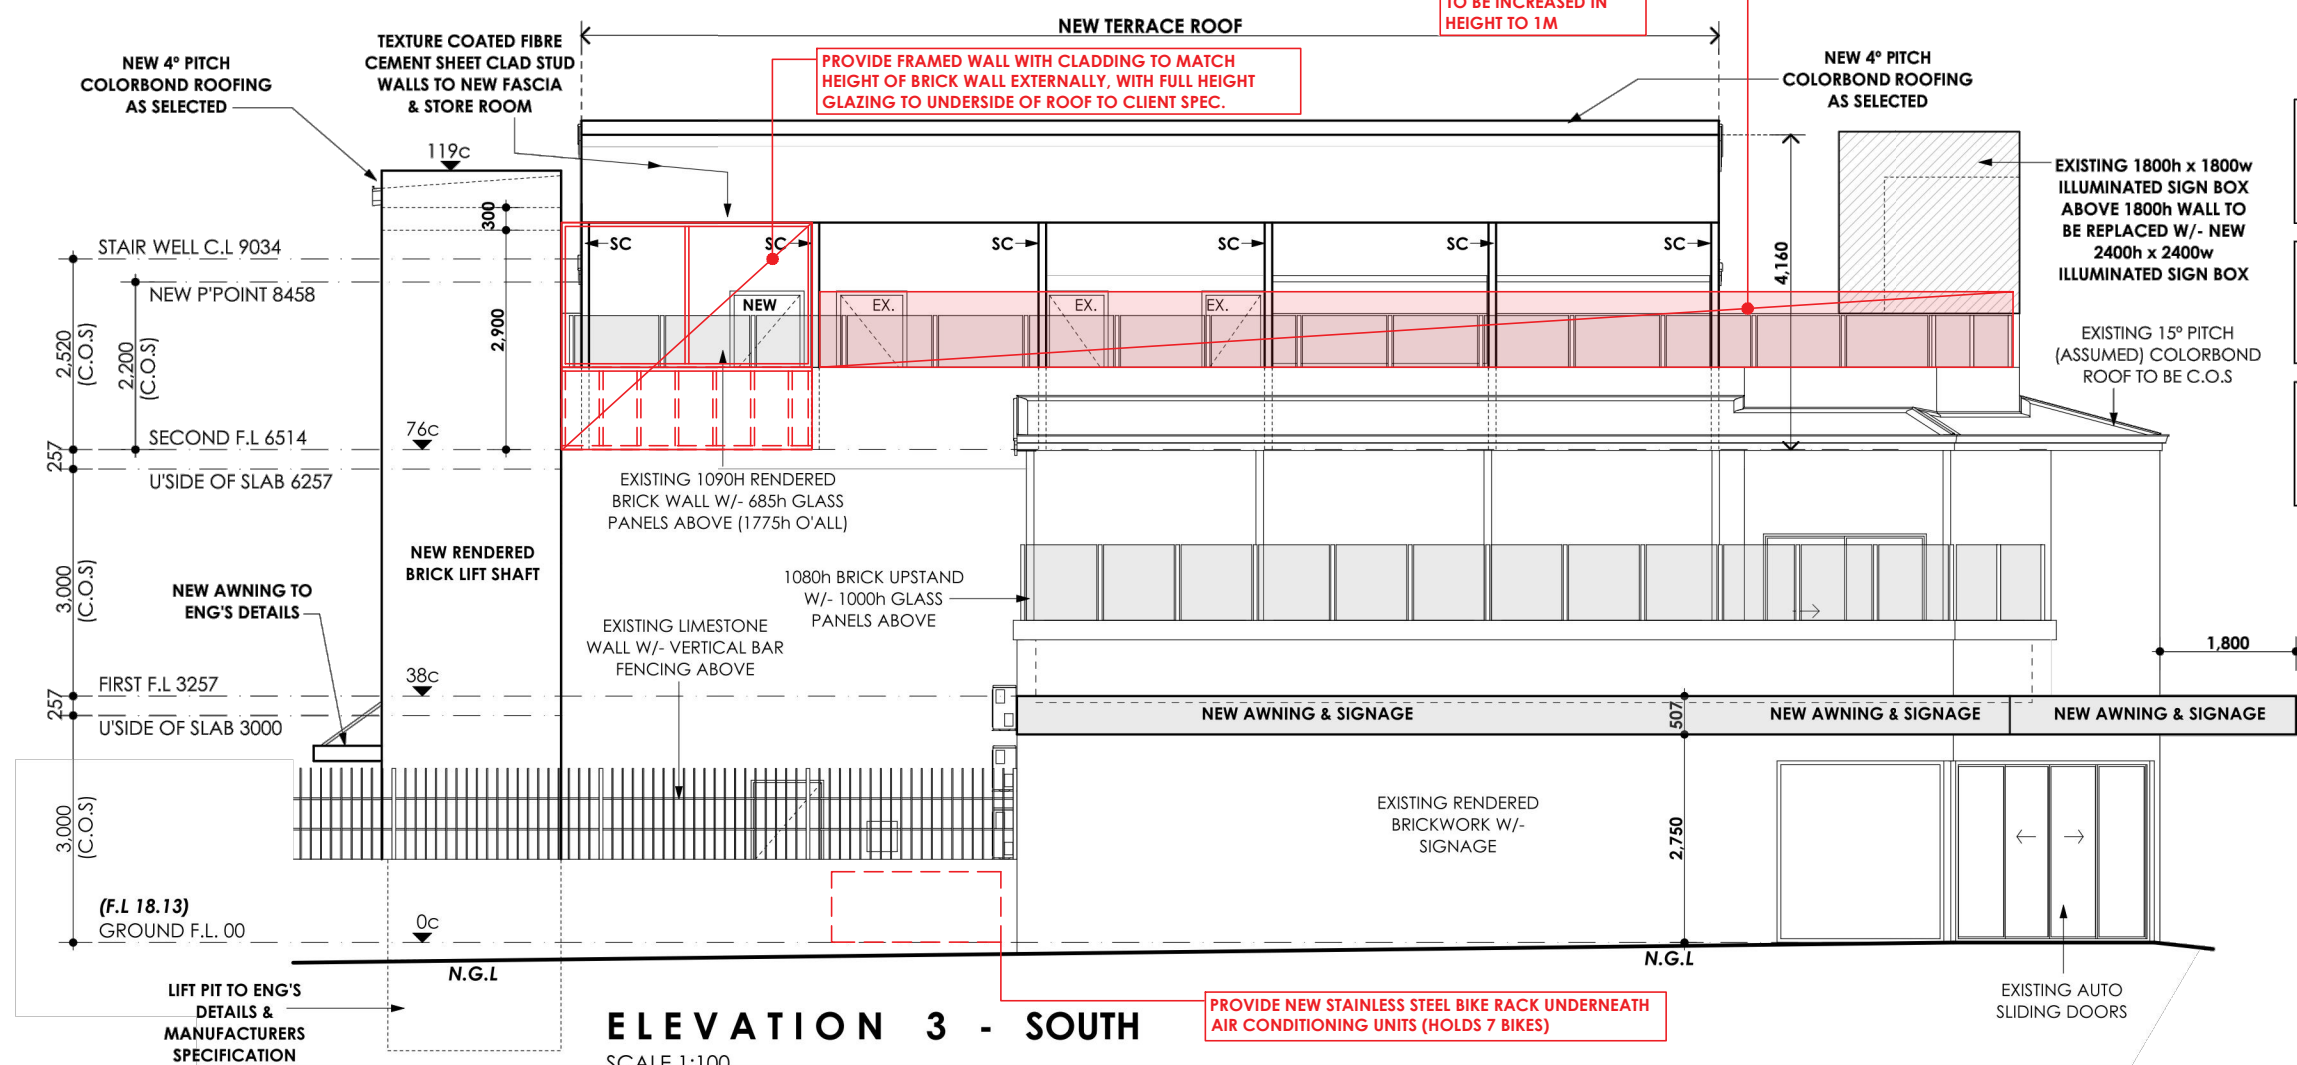 TO BE INCREASED IN
HEIGHT TO 1M
NEW TERRACE ROOF
TEXTURE COATED FIBRE
CEMENT SHEET CLAD STUD
WALLS TO NEW FASCIA
& STORE ROOM
NEW 4° PITCH
COLORBOND ROOFING
AS SELECTED
PROVIDE FRAMED WALL WITH CLADDING TO MATCH
HEIGHT OF BRICK WALL EXTERNALLY, WITH FULL HEIGHT
GLAZING TO UNDERSIDE OF ROOF TO CLIENT SPEC.
NEW 4° PITCH
COLORBOND ROOFING
AS SELECTED
119c
EXISTING 1800h x 1800w
ILLUMINATED SIGN BOX
ABOVE 1800h WALL TO
BE REPLACED W/- NEW
2400h x 2400w
ILLUMINATED SIGN BOX
300
STAIR WELL C.L 9034
SC
SC
SC
SC
SC
SC
4,160
NEW P'POINT 8458
NEW
EX.
EX.
EX.
2,520
(C.O.S)
2,200
(C.O.S)
2,900
EXISTING 15° PITCH
(ASSUMED) COLORBOND
ROOF TO BE C.O.S
SECOND F.L 6514
76c
257
U'SIDE OF SLAB 6257
EXISTING 1090H RENDERED
BRICK WALL W/- 685h GLASS
PANELS ABOVE (1775h O'ALL)
NEW RENDERED
BRICK LIFT SHAFT
3,000
(C.O.S)
NEW AWNING TO
ENG'S DETAILS
1080h BRICK UPSTAND
W/- 1000h GLASS
PANELS ABOVE
EXISTING LIMESTONE
WALL W/- VERTICAL BAR
FENCING ABOVE
1,800
FIRST F.L 3257
38c
257
U'SIDE OF SLAB 3000
NEW AWNING & SIGNAGE
507
NEW AWNING & SIGNAGE
NEW AWNING & SIGNAGE
3,000
(C.O.S)
EXISTING RENDERED
BRICKWORK W/-
SIGNAGE
2,750
(F.L 18.13)
GROUND F.L. 00
0c
N.G.L
N.G.L
LIFT PIT TO ENG'S
DETAILS &
MANUFACTURERS
SPECIFICATION
EXISTING AUTO
SLIDING DOORS
PROVIDE NEW STAINLESS STEEL BIKE RACK UNDERNEATH
AIR CONDITIONING UNITS (HOLDS 7 BIKES)
ELEVATION 3 - SOUTH
SCALE 1:100